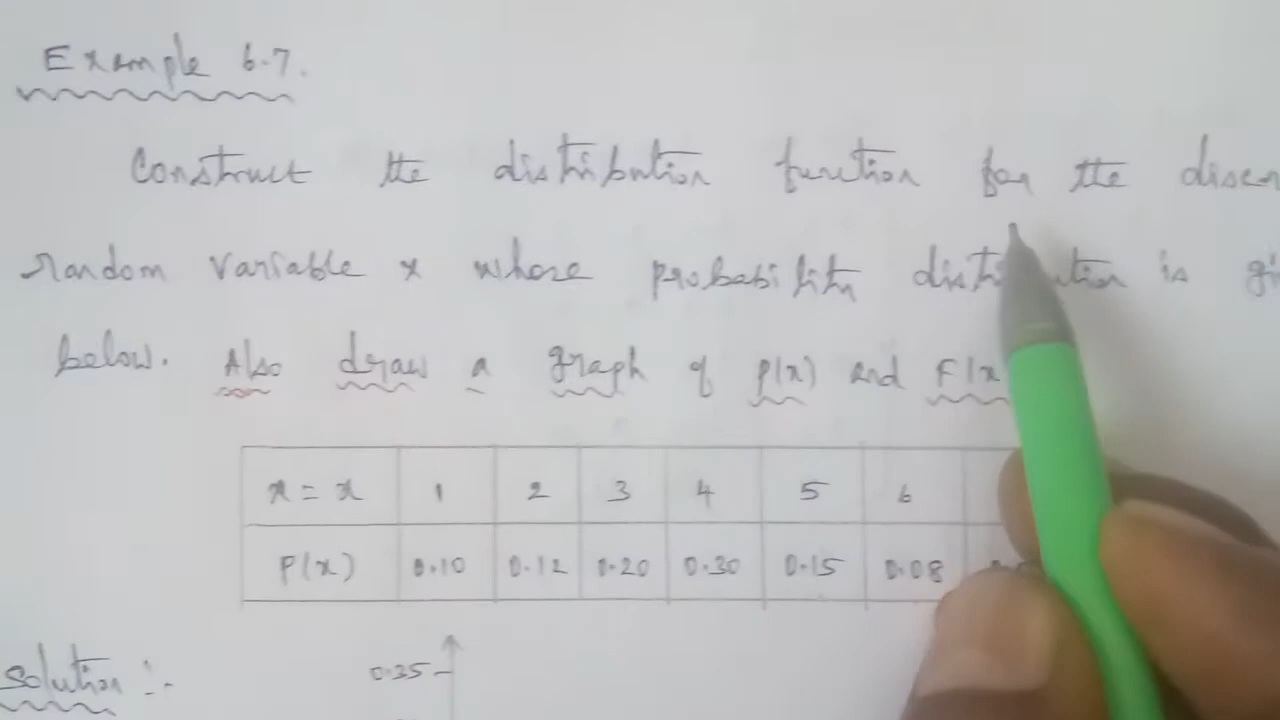 Example 6.7.
Construct the distribution function for the
random variable x whose probability is
below. Also draw a graph of P(x) and F(x
x = x 1 2 3 4 5 6
P(x) 0.10 0.12 0.20 0.30 0.15 0.08
Solution :-
0.35